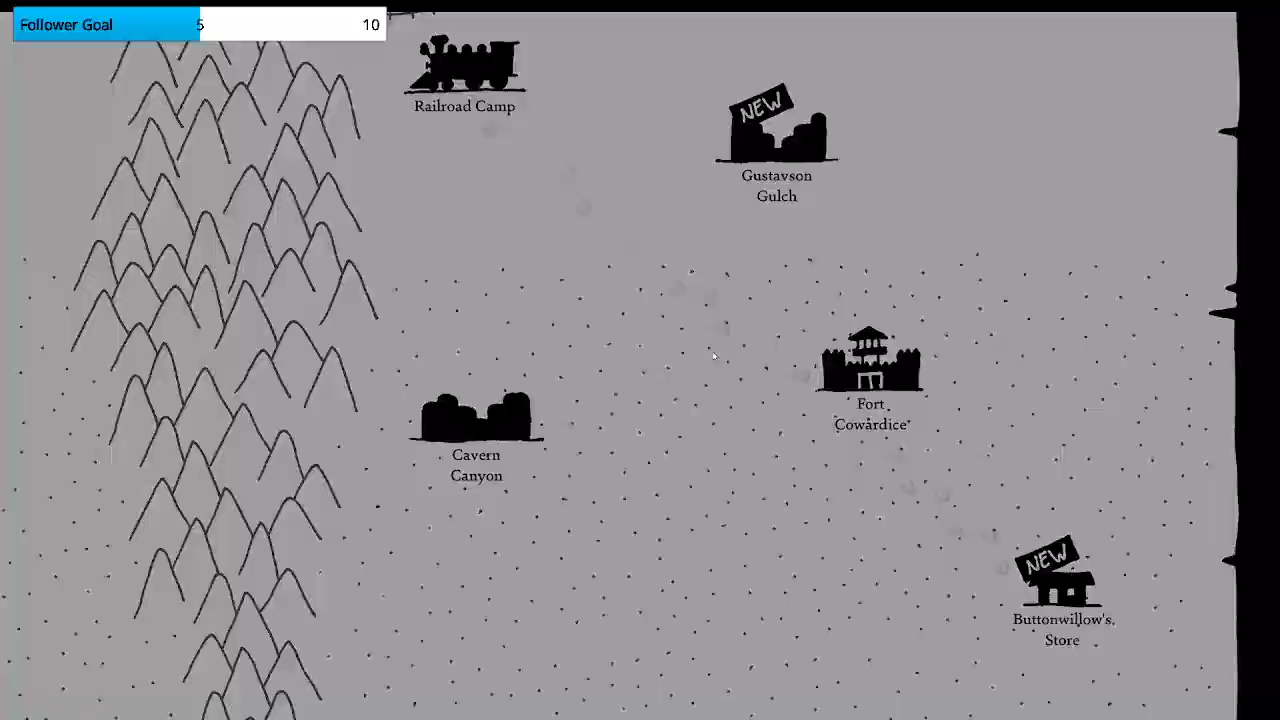 Follower Goal 5 10
Railroad Camp
NEW
Gustavson
Gulch
Fort
Cowardice
Cavern
Canyon
NEW
Buttonwillow's
Store